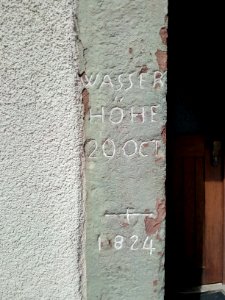 WASSER
HÖHE
20 OCT
1824